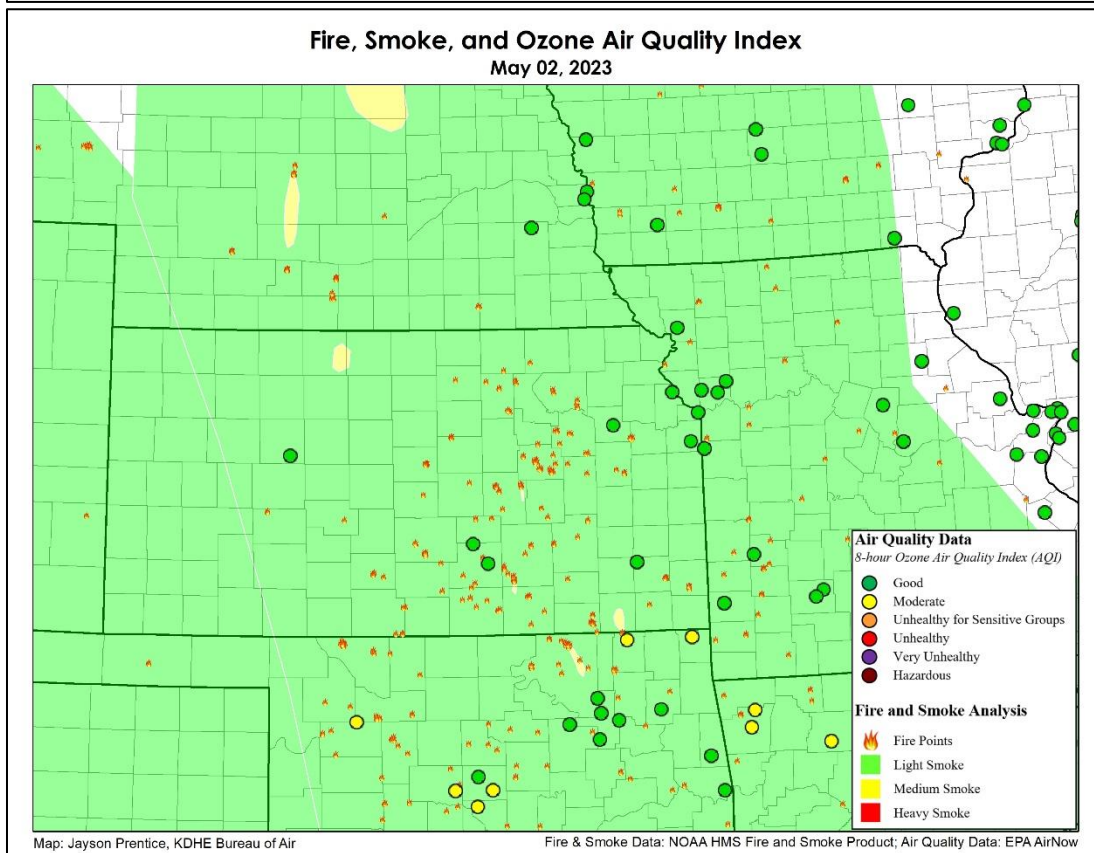 Fire, Smoke, and Ozone Air Quality Index
May 02, 2023
Air Quality Data
8-hour Ozone Air Quality Index (AQI)
Good
Moderate
Unhealthy for Sensitive Groups
Unhealthy
Very Unhealthy
Hazardous
Fire and Smoke Analysis
Fire Points
Light Smoke
Medium Smoke
Heavy Smoke
Map: Jayson Prentice, KDHE Bureau of Air
Fire & Smoke Data: NOAA HMS Fire and Smoke Product; Air Quality Data: EPA AirNow